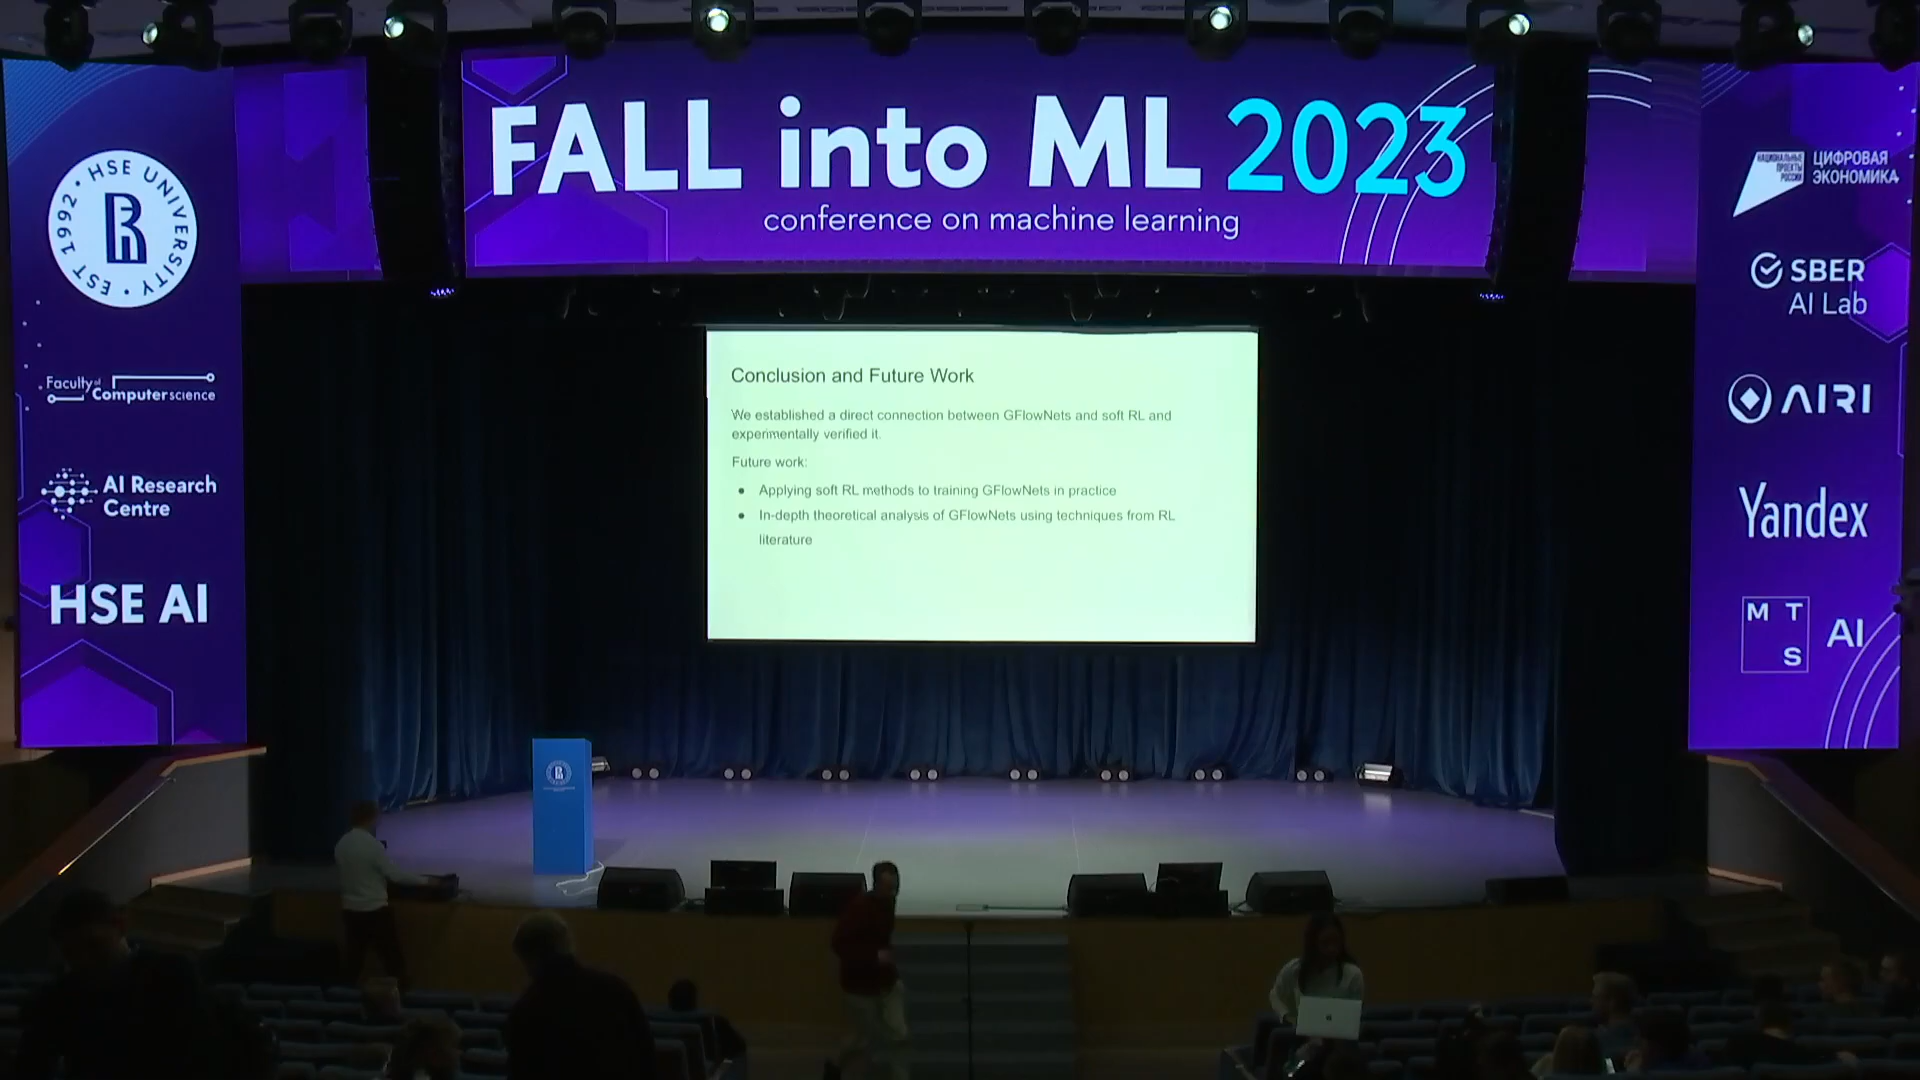 FALL into ML 2023
conference on machine learning
HSE UNIVERSITY • EST 1992 •
Faculty of
Computer science
AI Research
Centre
HSE AI
Conclusion and Future Work
We established a direct connection between GFlowNets and soft RL and
experimentally verified it.
Future work:
• Applying soft RL methods to training GFlowNets in practice
• In-depth theoretical analysis of GFlowNets using techniques from RL
literature
НАЦИОНАЛЬНЫЕ
ПРОЕКТЫ
РОССИИ
ЦИФРОВАЯ
ЭКОНОМИКА
SBER
AI Lab
AIRI
Yandex
M T
S
AI